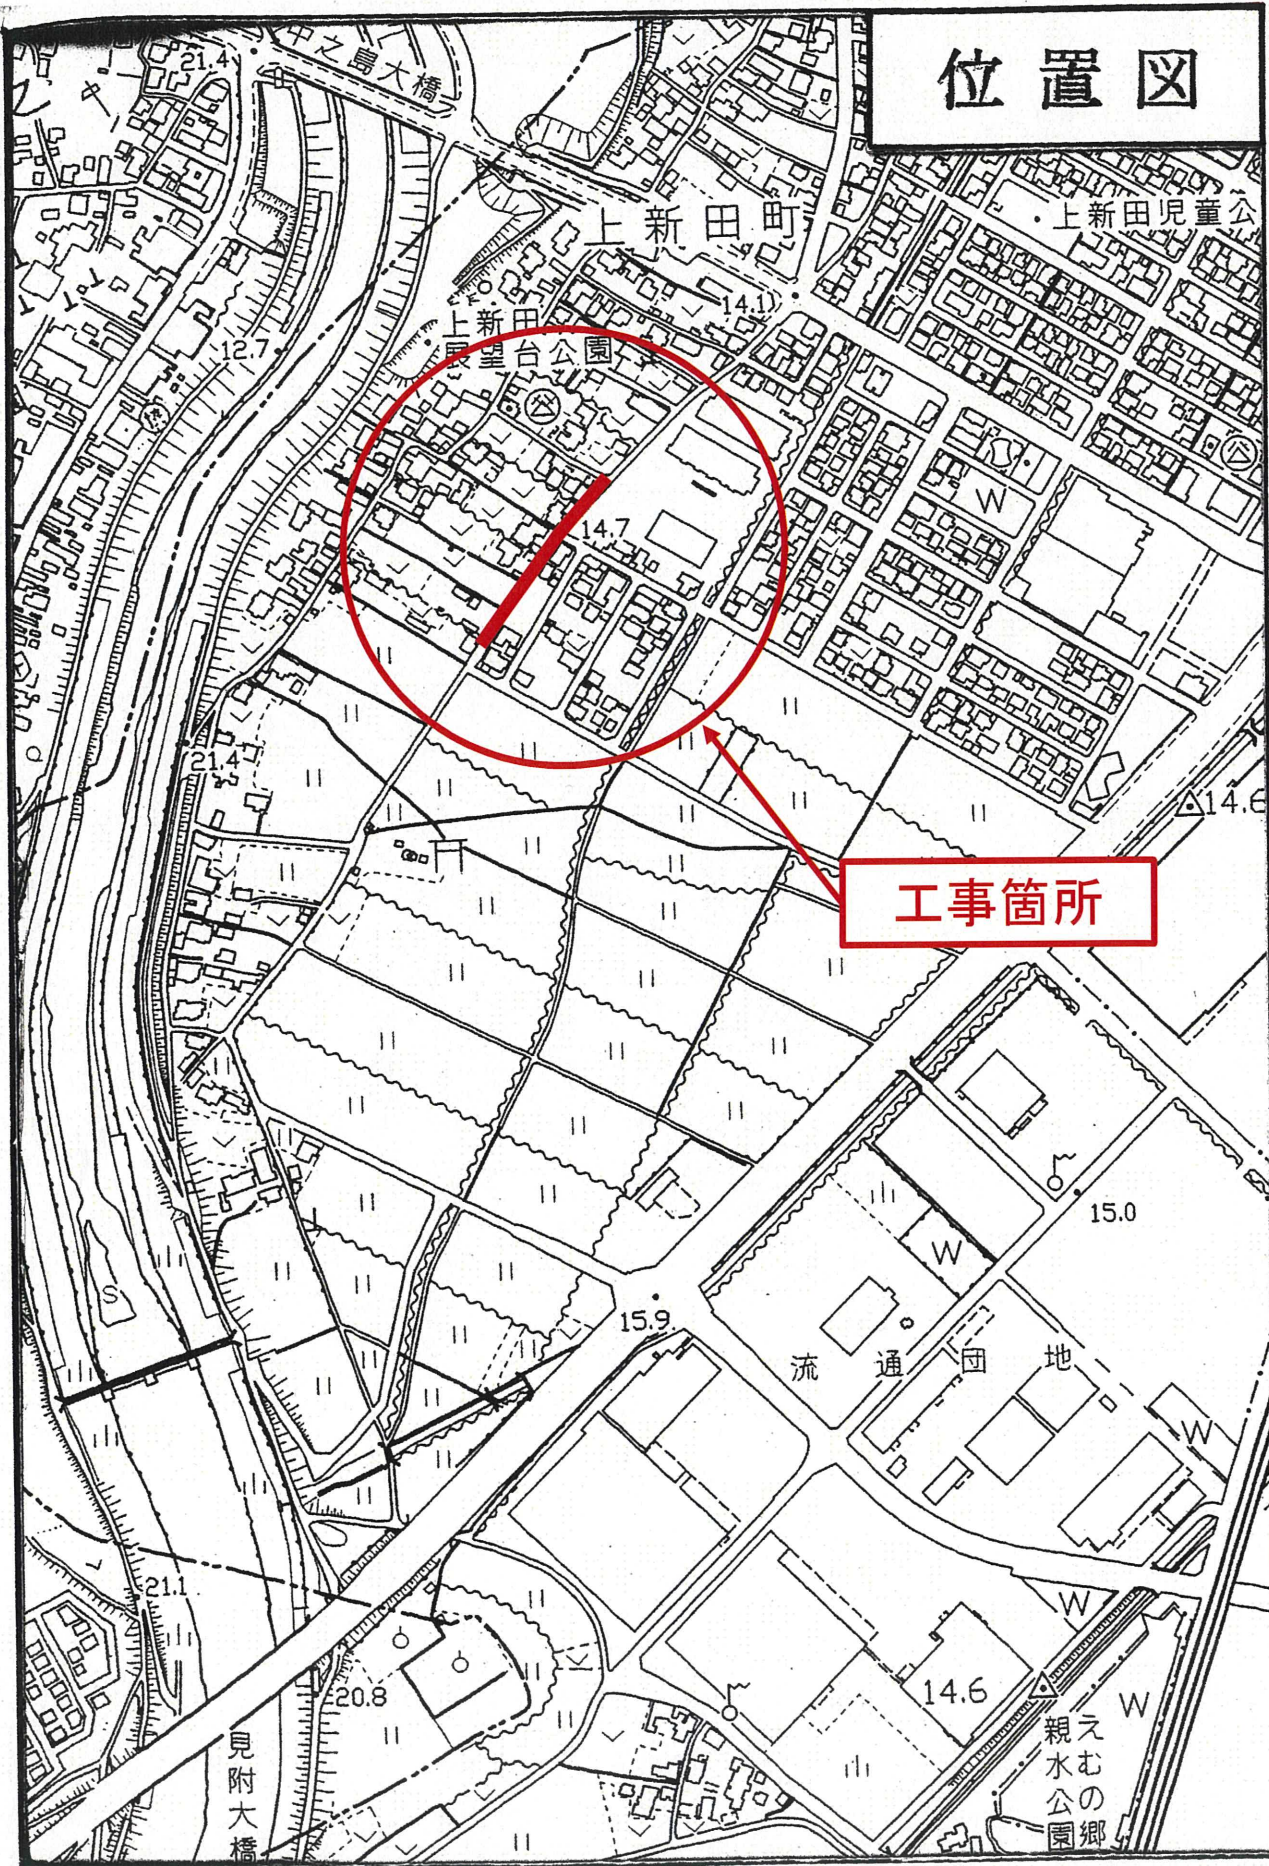 位置図
21.4
中之島大橋
上新田町
上新田児童公
14.1
上新田
展望台公園
12.7
14.7
W
21.4
14.6
工事箇所
15.0
W
S
15.9
流通団地
W
21.1
W
20.8
14.6
W
見附大橋
えむの郷
親水公園